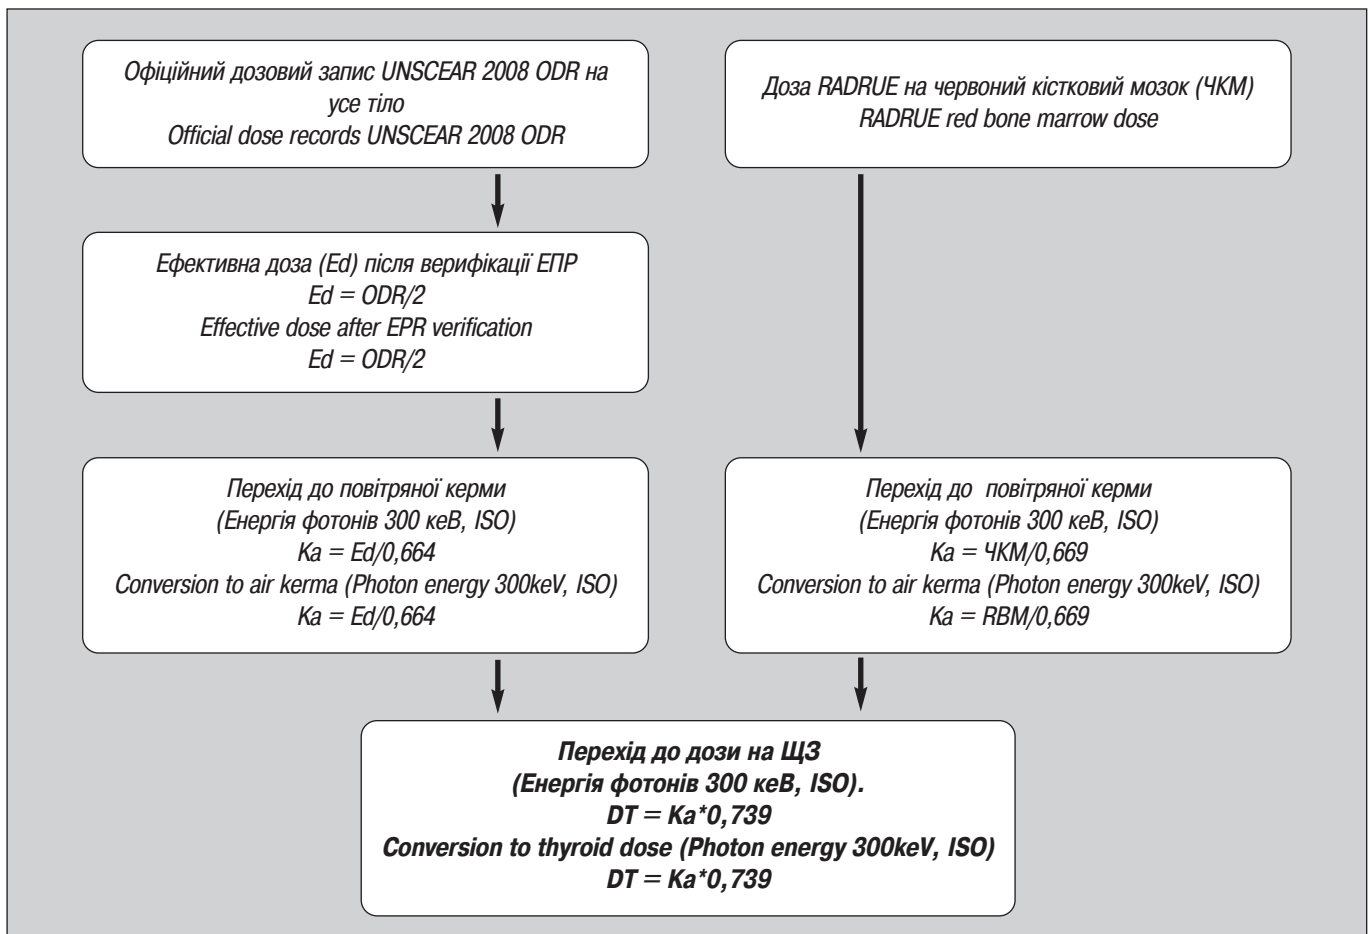 Офіційний дозовий запис UNSCEAR 2008 ODR на
усе тіло
Official dose records UNSCEAR 2008 ODR
Доза RADRUE на червоний кістковий мозок (ЧКМ)
RADRUE red bone marrow dose
Ефективна доза (Ed) після верифікації ЕПР
Ed = ODR/2
Effective dose after EPR verification
Ed = ODR/2
Перехід до повітряної керми
(Енергія фотонів 300 кеВ, ISO)
Ka = Ed/0,664
Conversion to air kerma (Photon energy 300keV, ISO)
Ka = Ed/0,664
Перехід до повітряної керми
(Енергія фотонів 300 кеВ, ISO)
Ka = ЧКМ/0,669
Conversion to air kerma (Photon energy 300keV, ISO)
Ka = RBM/0,669
Перехід до дози на ЩЗ
(Енергія фотонів 300 кеВ, ISO).
DT = Ka*0,739
Conversion to thyroid dose (Photon energy 300keV, ISO)
DT = Ka*0,739